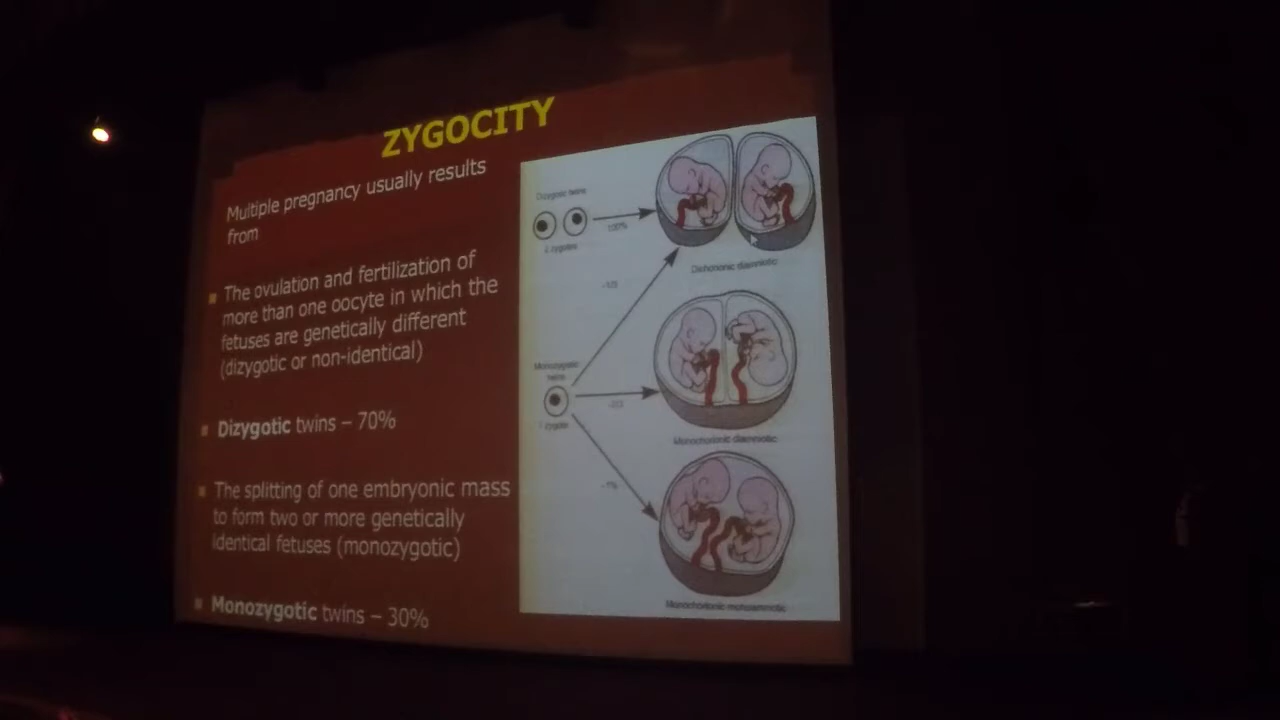 ZYGOCITY
Multiple pregnancy usually results
from
The ovulation and fertilization of
more than one oocyte in which the
fetuses are genetically different
(dizygotic or non-identical)
Dizygotic twins – 70%
The splitting of one embryonic mass
to form two or more genetically
identical fetuses (monozygotic)
Monozygotic twins – 30%
Dizygotic twins
2 zygotes
100%
Dichorionic diamniotic
Monozygotic
twins
1 zygote
Monochorionic diamniotic
Monochorionic monoamniotic